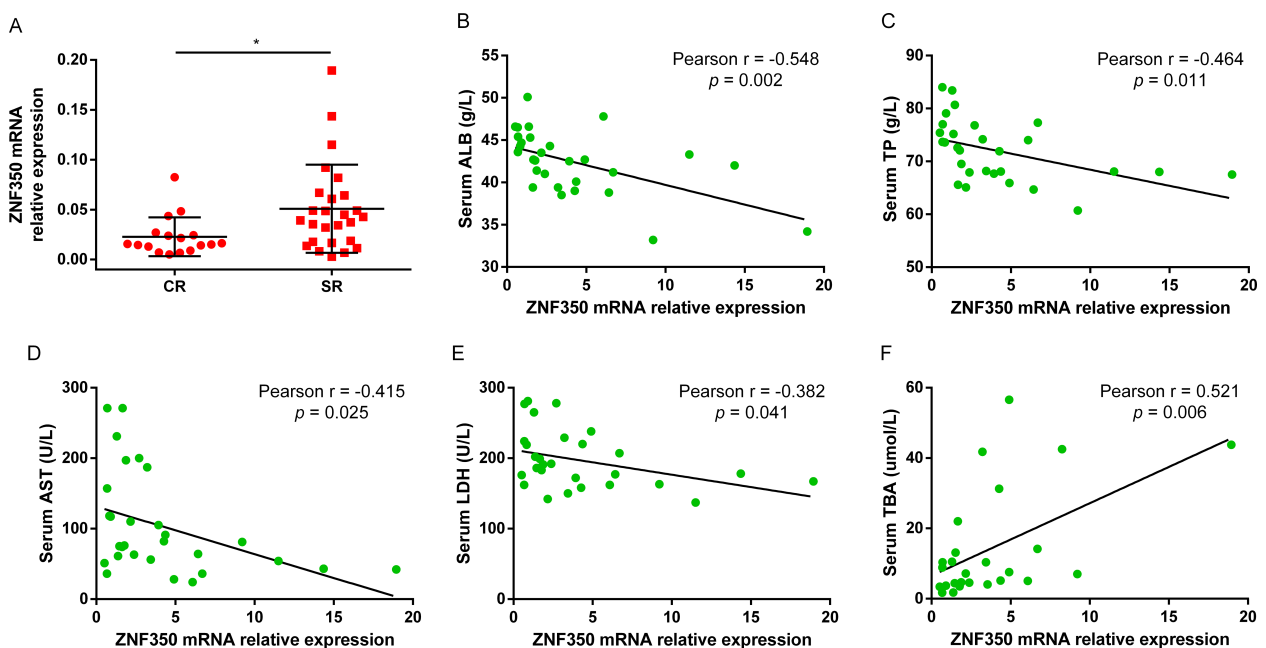 A
*
ZNF350 mRNA
relative expression
0.20
0.15
0.10
0.05
0.00
CR
SR
B
Pearson r = -0.548
p = 0.002
Serum ALB (g/L)
55
50
45
40
35
30
0
5
10
15
20
ZNF350 mRNA relative expression
C
Pearson r = -0.464
p = 0.011
Serum TP (g/L)
90
80
70
60
50
0
5
10
15
20
ZNF350 mRNA relative expression
D
Pearson r = -0.415
p = 0.025
Serum AST (U/L)
300
200
100
0
0
5
10
15
20
ZNF350 mRNA relative expression
E
Pearson r = -0.382
p = 0.041
Serum LDH (U/L)
300
200
100
0
0
5
10
15
20
ZNF350 mRNA relative expression
F
Pearson r = 0.521
p = 0.006
Serum TBA (umol/L)
60
40
20
0
0
5
10
15
20
ZNF350 mRNA relative expression